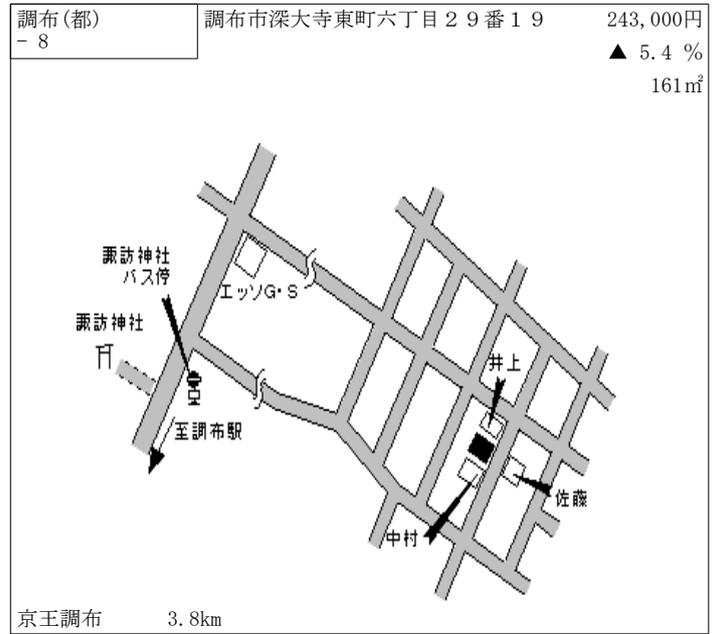 調布(都)
- 8
調布市深大寺東町六丁目２９番１９
243,000円
▲ 5.4 %
161㎡
諏訪神社
バス停
エッソG・S
諏訪神社
井上
至調布駅
佐藤
中村
京王調布 3.8km